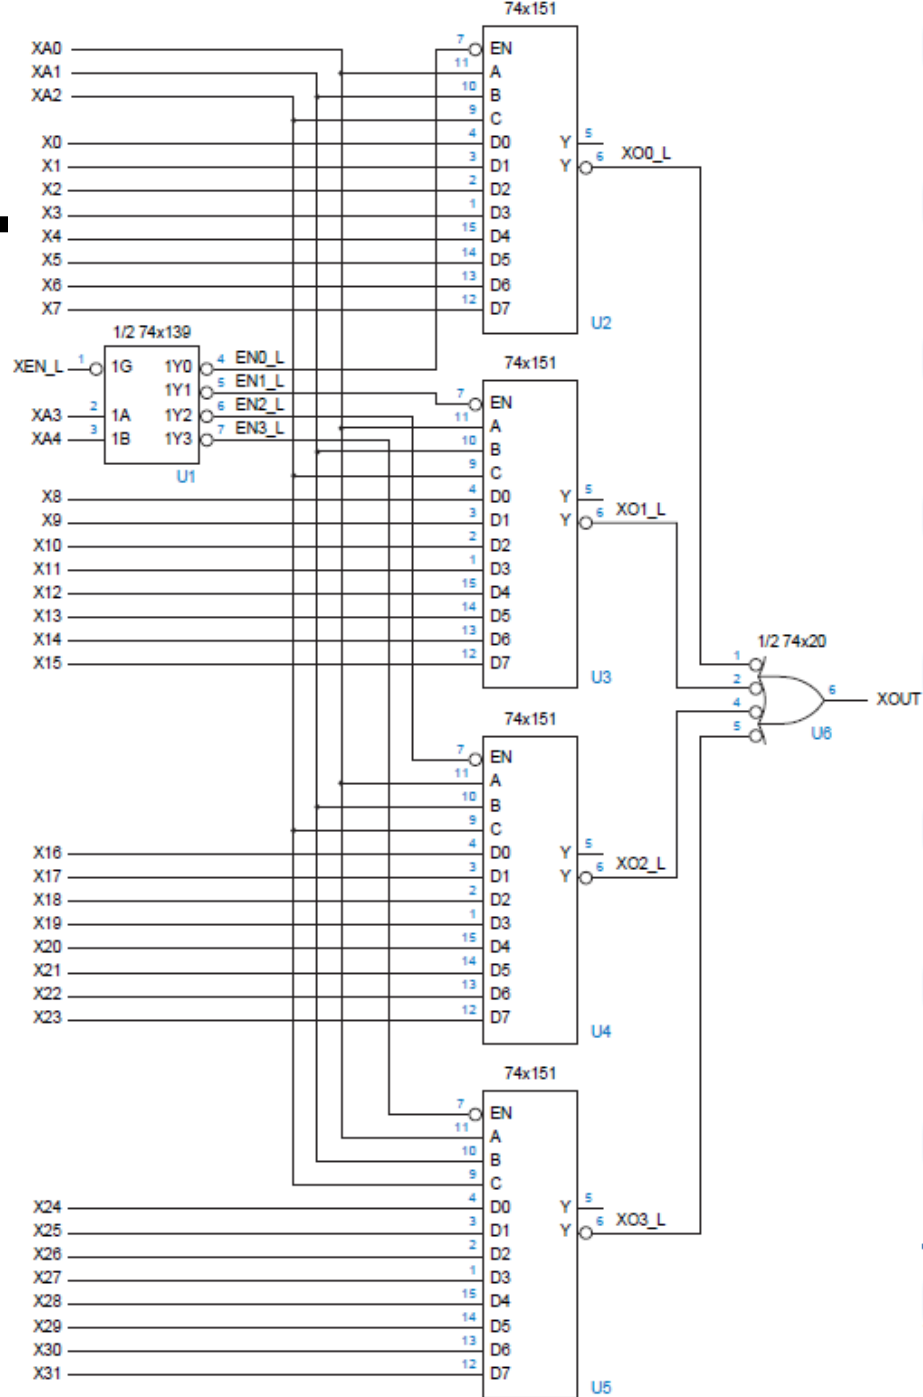 74x151
XA0
7 EN
XA1
11 A
XA2
10 B
9 C
X0 4 D0 Y 5
X1 3 D1 Y 6 XO0_L
X2 2 D2
X3 1 D3
X4 15 D4
X5 14 D5
X6 13 D6
X7 12 D7
U2
1/2 74x139
XEN_L 1 1G 1Y0 4 EN0_L
1Y1 5 EN1_L
XA3 2 1A 1Y2 6 EN2_L
XA4 3 1B 1Y3 7 EN3_L
U1
74x151
7 EN
11 A
10 B
9 C
X8 4 D0 Y 5
X9 3 D1 Y 6 XO1_L
X10 2 D2
X11 1 D3
X12 15 D4
X13 14 D5
X14 13 D6
X15 12 D7
U3
1/2 74x20
1
2
4
5
6 XOUT
U6
74x151
7 EN
11 A
10 B
9 C
X16 4 D0 Y 5
X17 3 D1 Y 6 XO2_L
X18 2 D2
X19 1 D3
X20 15 D4
X21 14 D5
X22 13 D6
X23 12 D7
U4
74x151
7 EN
11 A
10 B
9 C
X24 4 D0 Y 5
X25 3 D1 Y 6 XO3_L
X26 2 D2
X27 1 D3
X28 15 D4
X29 14 D5
X30 13 D6
X31 12 D7
U5